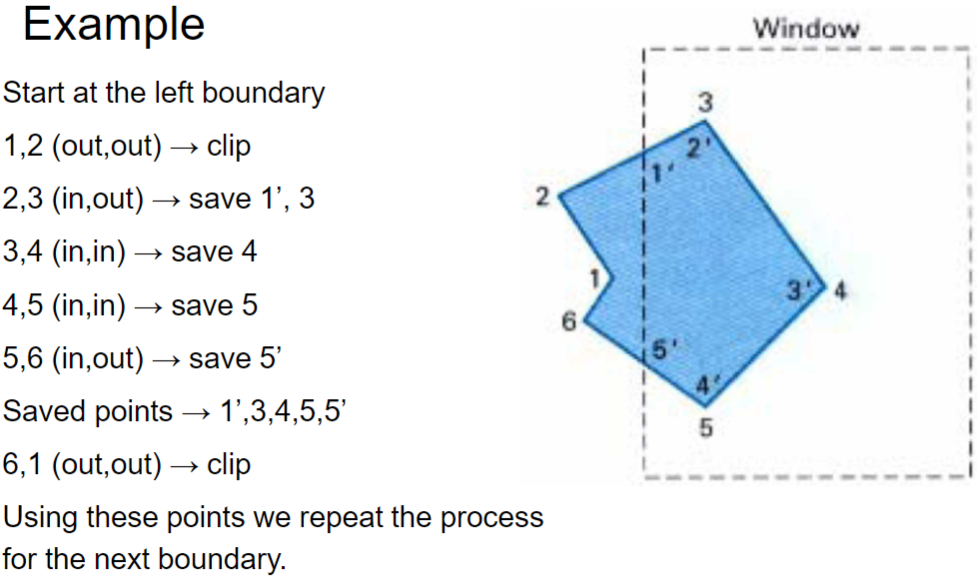 Example
Start at the left boundary
1,2 (out,out) → clip
2,3 (in,out) → save 1’, 3
3,4 (in,in) → save 4
4,5 (in,in) → save 5
5,6 (in,out) → save 5’
Saved points → 1’,3,4,5,5’
6,1 (out,out) → clip
Using these points we repeat the process
for the next boundary.
Window
3
2'
1'
2
1
3' 4
6
5'
4'
5